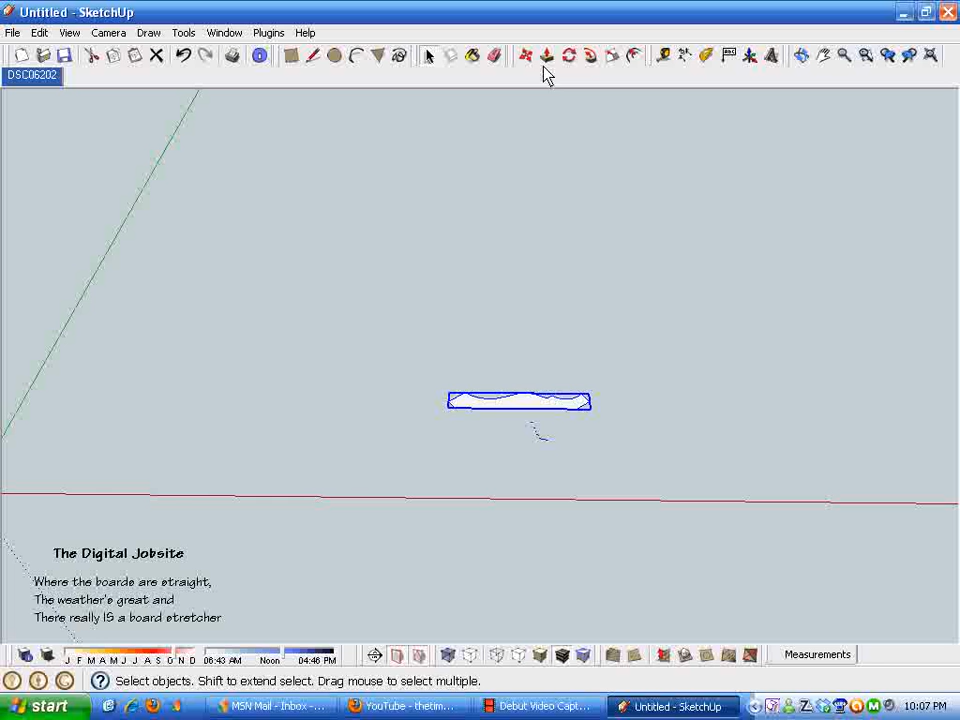 Untitled - SketchUp
File Edit View Camera Draw Tools Window Plugins Help
DSC06202
The Digital Jobsite
Where the boards are straight,
The weather's great and
There really IS a board stretcher
J F M A M J J A S O N D 06:43 AM Noon 04:46 PM Measurements
Select objects. Shift to extend select. Drag mouse to select multiple.
start MSN Mail - Inbox -... YouTube - thetim... Debut Video Capt... Untitled - SketchUp 10:07 PM